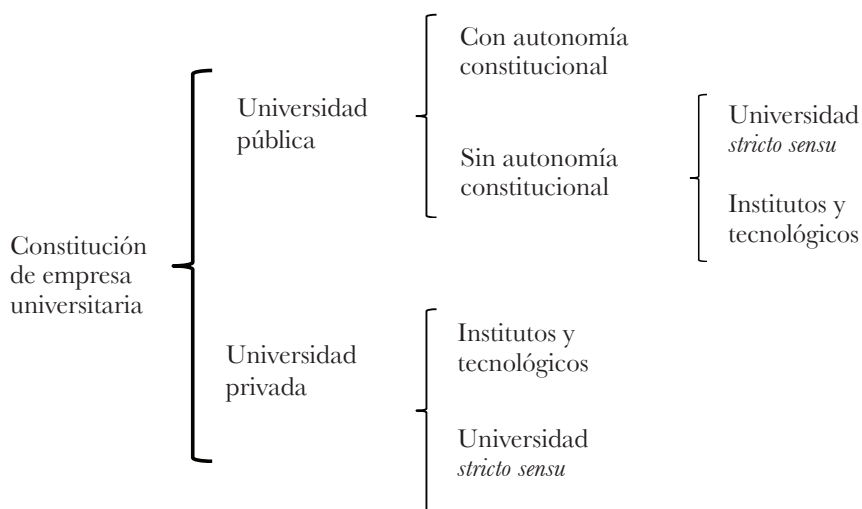 Con autonomía
constitucional
Universidad
pública
Universidad
stricto sensu
Sin autonomía
constitucional
Institutos y
tecnológicos
Constitución
de empresa
universitaria
Institutos y
tecnológicos
Universidad
privada
Universidad
stricto sensu